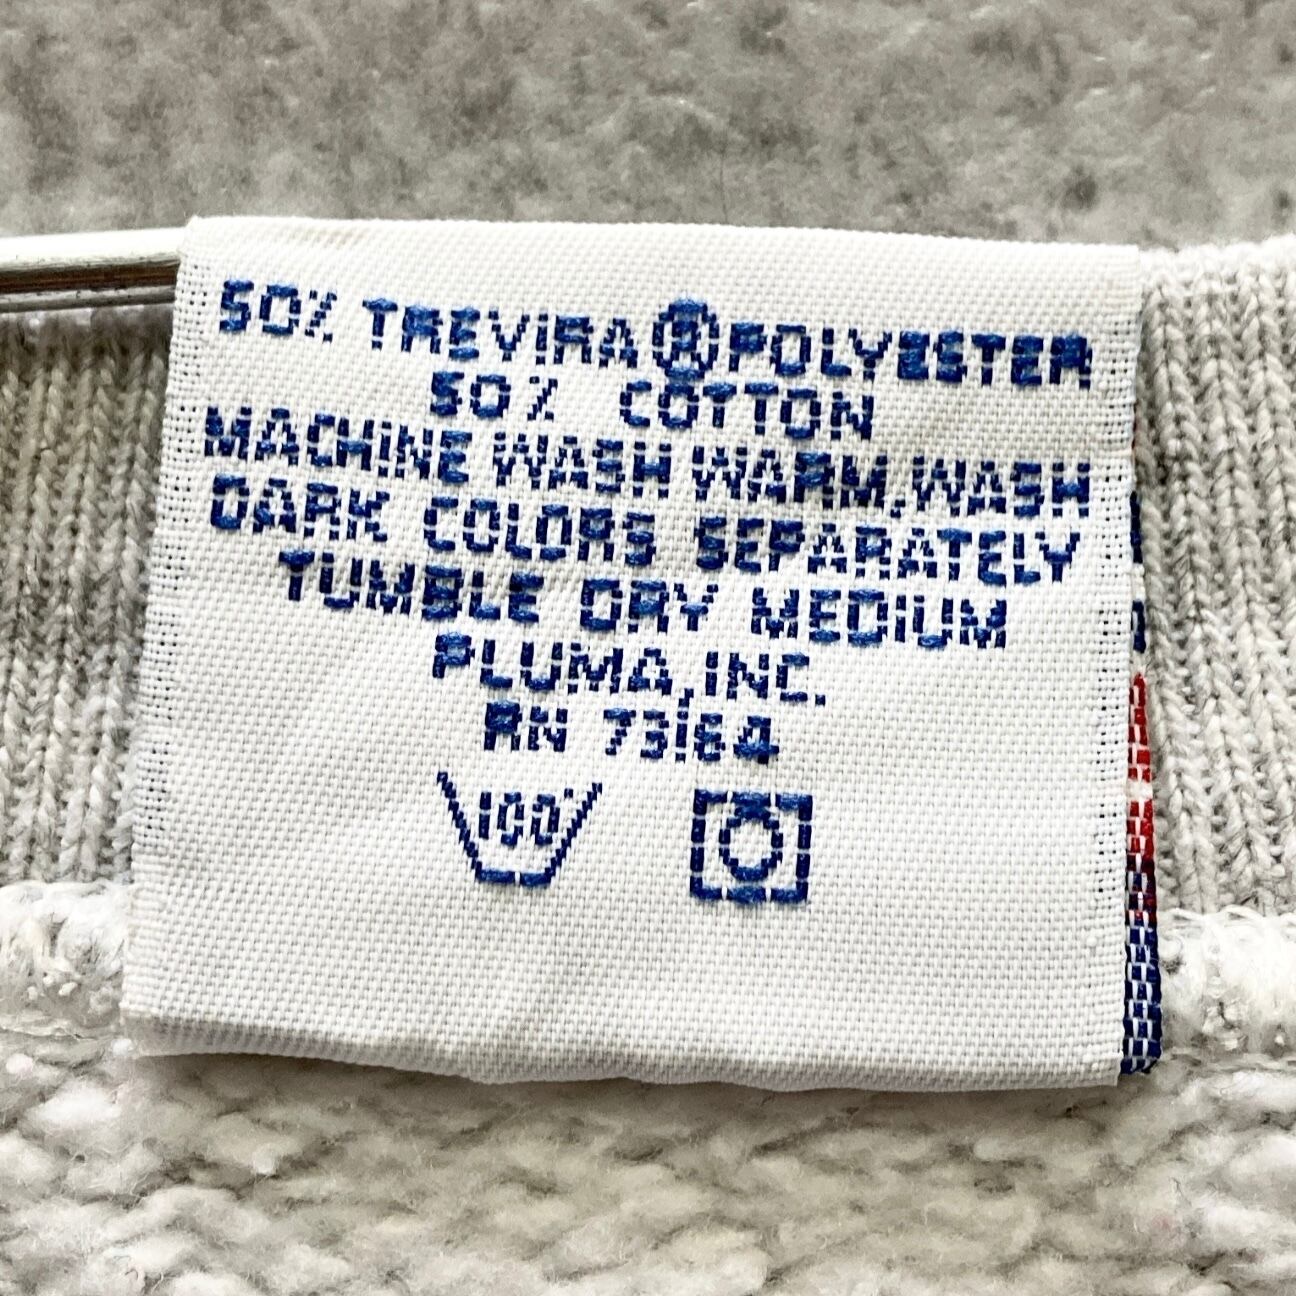 50% TREVIRA®POLYESTER
50% COTTON
MACHINE WASH WARM,WASH
DARK COLORS SEPARATELY
TUMBLE DRY MEDIUM
PLUMA,INC.
RN 73164
100°